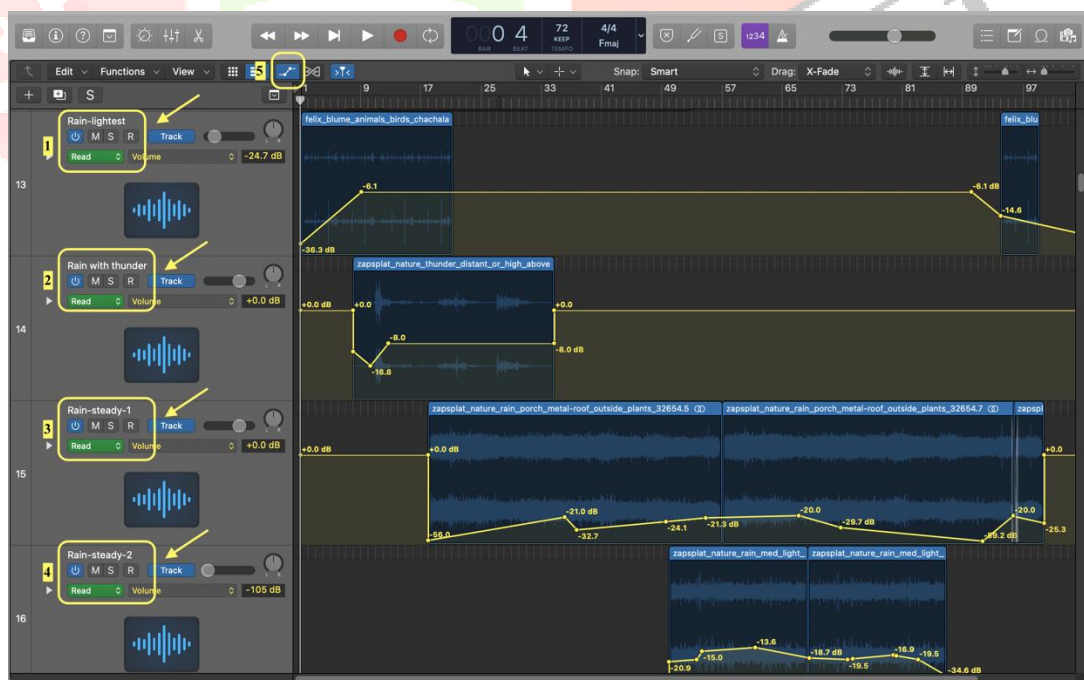 0 4
72
4/4
KEEP
Fmaj
BAR
BEAT
TEMPO
S
1234
Edit
Functions
View
5
Snap:
Smart
Drag:
X-Fade
S
1
9
17
25
33
41
49
57
65
73
81
89
97
1
Rain-lightest
M S R
Track
Read
Volume
-24.7 dB
13
felix_blume_animals_birds_chachala
felix_blu
-36.3 dB
-6.1
-6.1 dB
-14.6
2
Rain with thunder
M S R
Track
Read
Volume
+0.0 dB
14
zapsplat_nature_thunder_distant_or_high_above
+0.0 dB
+0.0
-16.8
-8.0
+0.0
-8.0 dB
3
Rain-steady-1
M S R
Track
Read
Volume
+0.0 dB
15
zapsplat_nature_rain_porch_metal-roof_outside_plants_32654.5
zapsplat_nature_rain_porch_metal-roof_outside_plants_32654.7
zapspl
+0.0 dB
+0.0 dB
-56.0
-21.0 dB
-32.7
-24.1
-21.3 dB
-20.0
-29.7 dB
-20.0
+0.0
-25.3
4
Rain-steady-2
M S R
Track
Read
Volume
-105 dB
16
zapsplat_nature_rain_med_light_
zapsplat_nature_rain_med_light_
-20.9
-15.0
-13.6
-18.7 dB
-19.5
-16.9
-19.5
-34.6 dB